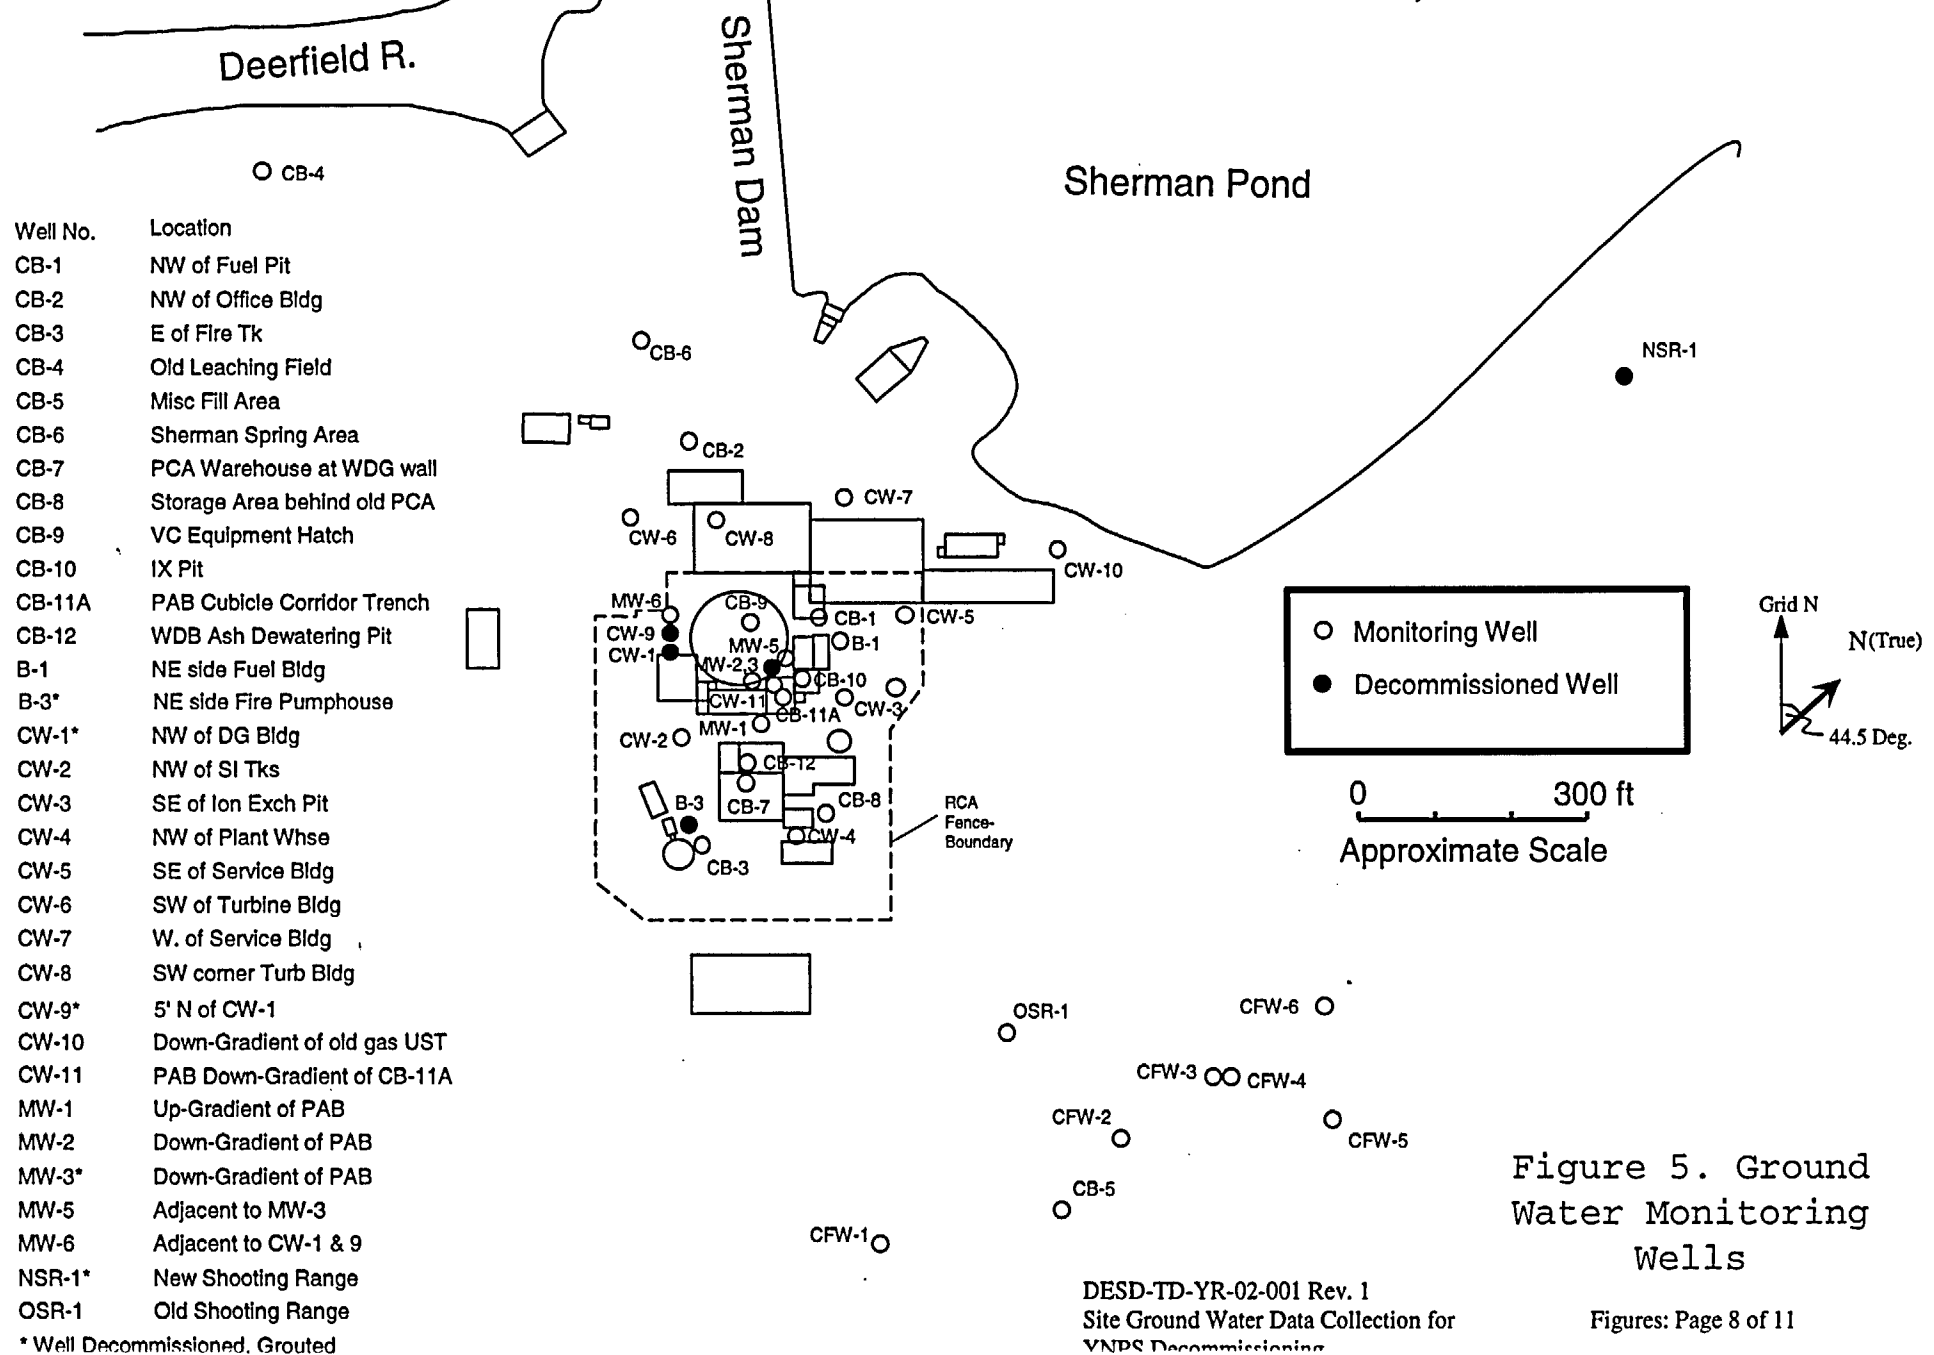 Deerfield R.
Sherman Dam
Sherman Pond
CB-4
Well No. Location
CB-1 NW of Fuel Pit
CB-2 NW of Office Bldg
CB-3 E of Fire Tk
CB-4 Old Leaching Field
CB-5 Misc Fill Area
CB-6 Sherman Spring Area
CB-7 PCA Warehouse at WDG wall
CB-8 Storage Area behind old PCA
CB-9 VC Equipment Hatch
CB-10 IX Pit
CB-11A PAB Cubicle Corridor Trench
CB-12 WDB Ash Dewatering Pit
B-1 NE side Fuel Bldg
B-3* NE side Fire Pumphouse
CW-1* NW of DG Bldg
CW-2 NW of SI Tks
CW-3 SE of Ion Exch Pit
CW-4 NW of Plant Whse
CW-5 SE of Service Bldg
CW-6 SW of Turbine Bldg
CW-7 W. of Service Bldg
CW-8 SW corner Turb Bldg
CW-9* 5' N of CW-1
CW-10 Down-Gradient of old gas UST
CW-11 PAB Down-Gradient of CB-11A
MW-1 Up-Gradient of PAB
MW-2 Down-Gradient of PAB
MW-3* Down-Gradient of PAB
MW-5 Adjacent to MW-3
MW-6 Adjacent to CW-1 & 9
NSR-1* New Shooting Range
OSR-1 Old Shooting Range
* Well Decommissioned, Grouted
CB-6
NSR-1
CB-2
CW-7
CW-6
CW-8
CW-10
MW-6
CB-9
CB-1
CW-5
CW-9
MW-5
B-1
CW-1
MW-2,3
CB-10
CW-11
CW-3
CB-11A
CW-2
MW-1
CB-12
B-3
CB-7
CB-8
CW-4
CB-3
RCA
Fence-
Boundary
Monitoring Well
Decommissioned Well
Grid N
N(True)
44.5 Deg.
0 300 ft
Approximate Scale
OSR-1
CFW-6
CFW-3
CFW-4
CFW-2
CFW-5
CB-5
CFW-1
Figure 5. Ground
Water Monitoring
Wells
DESD-TD-YR-02-001 Rev. 1
Site Ground Water Data Collection for
YNPS Decommissioning
Figures: Page 8 of 11